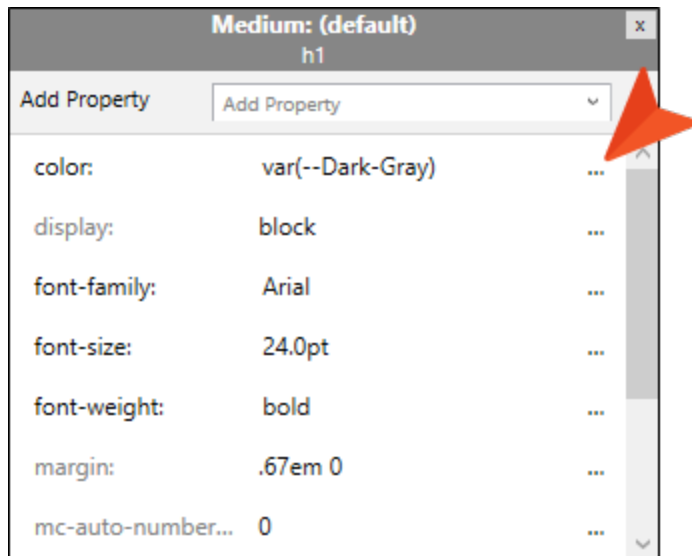 Medium: (default)
x
h1
Add Property Add Property
color: var(--Dark-Gray) ...
display: block ...
font-family: Arial ...
font-size: 24.0pt ...
font-weight: bold ...
margin: .67em 0 ...
mc-auto-number... 0 ...